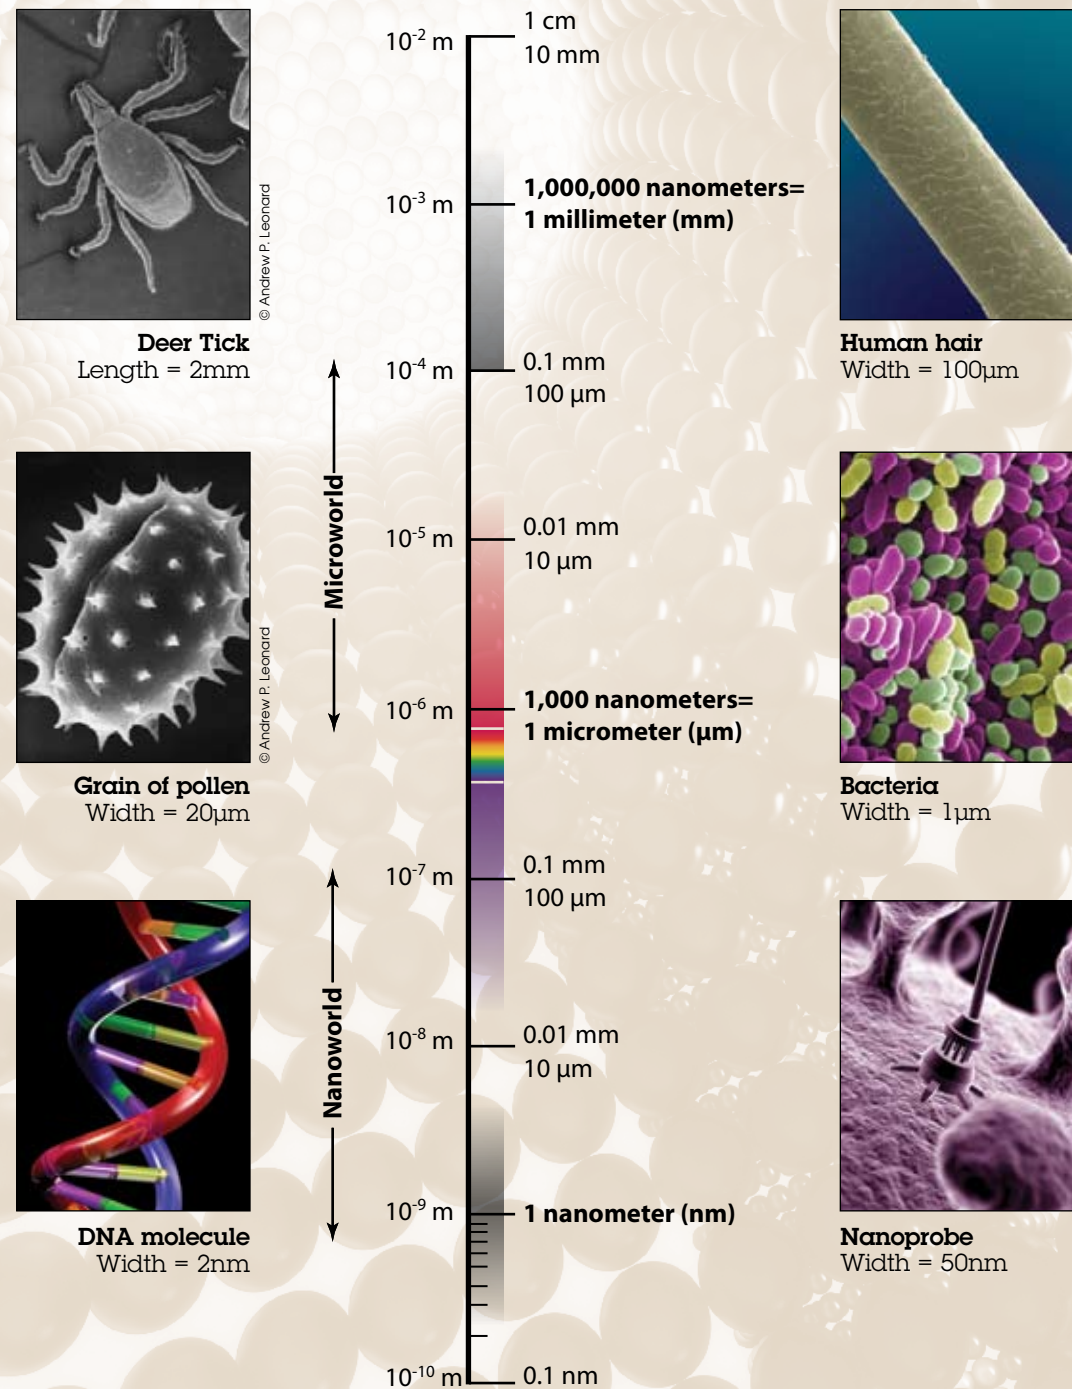 © Andrew P. Leonard
Deer Tick
Length = 2mm
© Andrew P. Leonard
Grain of pollen
Width = 20µm
DNA molecule
Width = 2nm
Microworld
Nanoworld
10⁻² m
1 cm
10 mm
10⁻³ m
1,000,000 nanometers=
1 millimeter (mm)
10⁻⁴ m
0.1 mm
100 µm
10⁻⁵ m
0.01 mm
10 µm
10⁻⁶ m
1,000 nanometers=
1 micrometer (µm)
10⁻⁷ m
0.1 mm
100 µm
10⁻⁸ m
0.01 mm
10 µm
10⁻⁹ m
1 nanometer (nm)
10⁻¹⁰ m
0.1 nm
Human hair
Width = 100µm
Bacteria
Width = 1µm
Nanoprobe
Width = 50nm